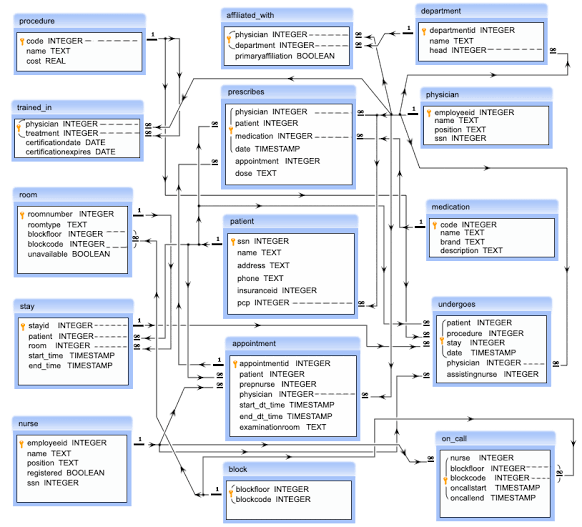 procedure
code INTEGER
name TEXT
cost REAL
affiliated_with
physician INTEGER
department INTEGER
primaryaffiliation BOOLEAN
department
departmentid INTEGER
name TEXT
head INTEGER
trained_in
physician INTEGER
treatment INTEGER
certificationdate DATE
certificationexpires DATE
prescribes
physician INTEGER
patient INTEGER
medication INTEGER
date TIMESTAMP
appointment INTEGER
dose TEXT
physician
employeeid INTEGER
name TEXT
position TEXT
ssn INTEGER
room
roomnumber INTEGER
roomtype TEXT
blockfloor INTEGER
blockcode INTEGER
unavailable BOOLEAN
patient
ssn INTEGER
name TEXT
address TEXT
phone TEXT
insuranceid INTEGER
pcp INTEGER
medication
code INTEGER
name TEXT
brand TEXT
description TEXT
stay
stayid INTEGER
patient INTEGER
room INTEGER
start_time TIMESTAMP
end_time TIMESTAMP
appointment
appointmentid INTEGER
patient INTEGER
prepnurse INTEGER
physician INTEGER
start_dt_time TIMESTAMP
end_dt_time TIMESTAMP
examinationroom TEXT
undergoes
patient INTEGER
procedure INTEGER
stay INTEGER
date TIMESTAMP
physician INTEGER
assistingnurse INTEGER
nurse
employeeid INTEGER
name TEXT
position TEXT
registered BOOLEAN
ssn INTEGER
block
blockfloor INTEGER
blockcode INTEGER
on_call
nurse INTEGER
blockfloor INTEGER
blockcode INTEGER
oncallstart TIMESTAMP
oncallend TIMESTAMP